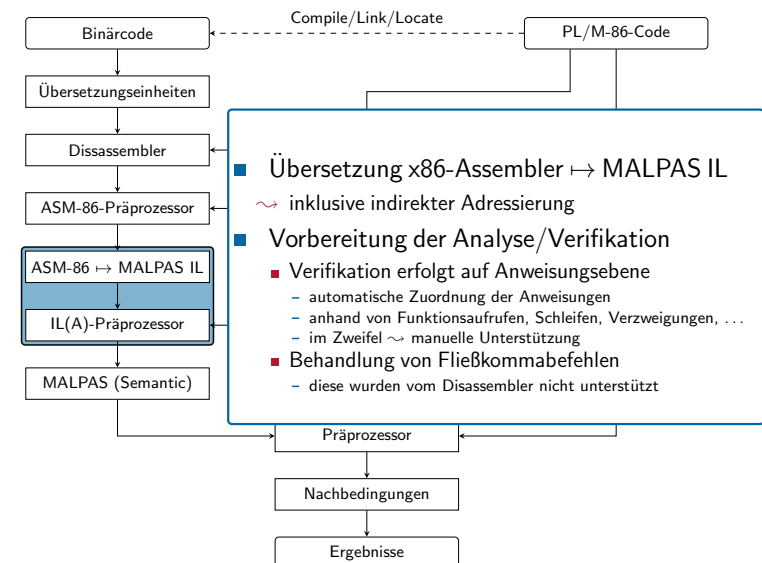 Compile/Link/Locate
Binärcode
PL/M-86-Code
Übersetzungseinheiten
Dissassembler
ASM-86-Präprozessor
ASM-86 ↦ MALPAS IL
IL(A)-Präprozessor
MALPAS (Semantic)
Übersetzung x86-Assembler ↦ MALPAS IL
⇝ inklusive indirekter Adressierung
Vorbereitung der Analyse/Verifikation
Verifikation erfolgt auf Anweisungsebene
– automatische Zuordnung der Anweisungen
– anhand von Funktionsaufrufen, Schleifen, Verzweigungen, ...
– im Zweifel ⇝ manuelle Unterstützung
Behandlung von Fließkommabefehlen
– diese wurden vom Disassembler nicht unterstützt
Präprozessor
Nachbedingungen
Ergebnisse